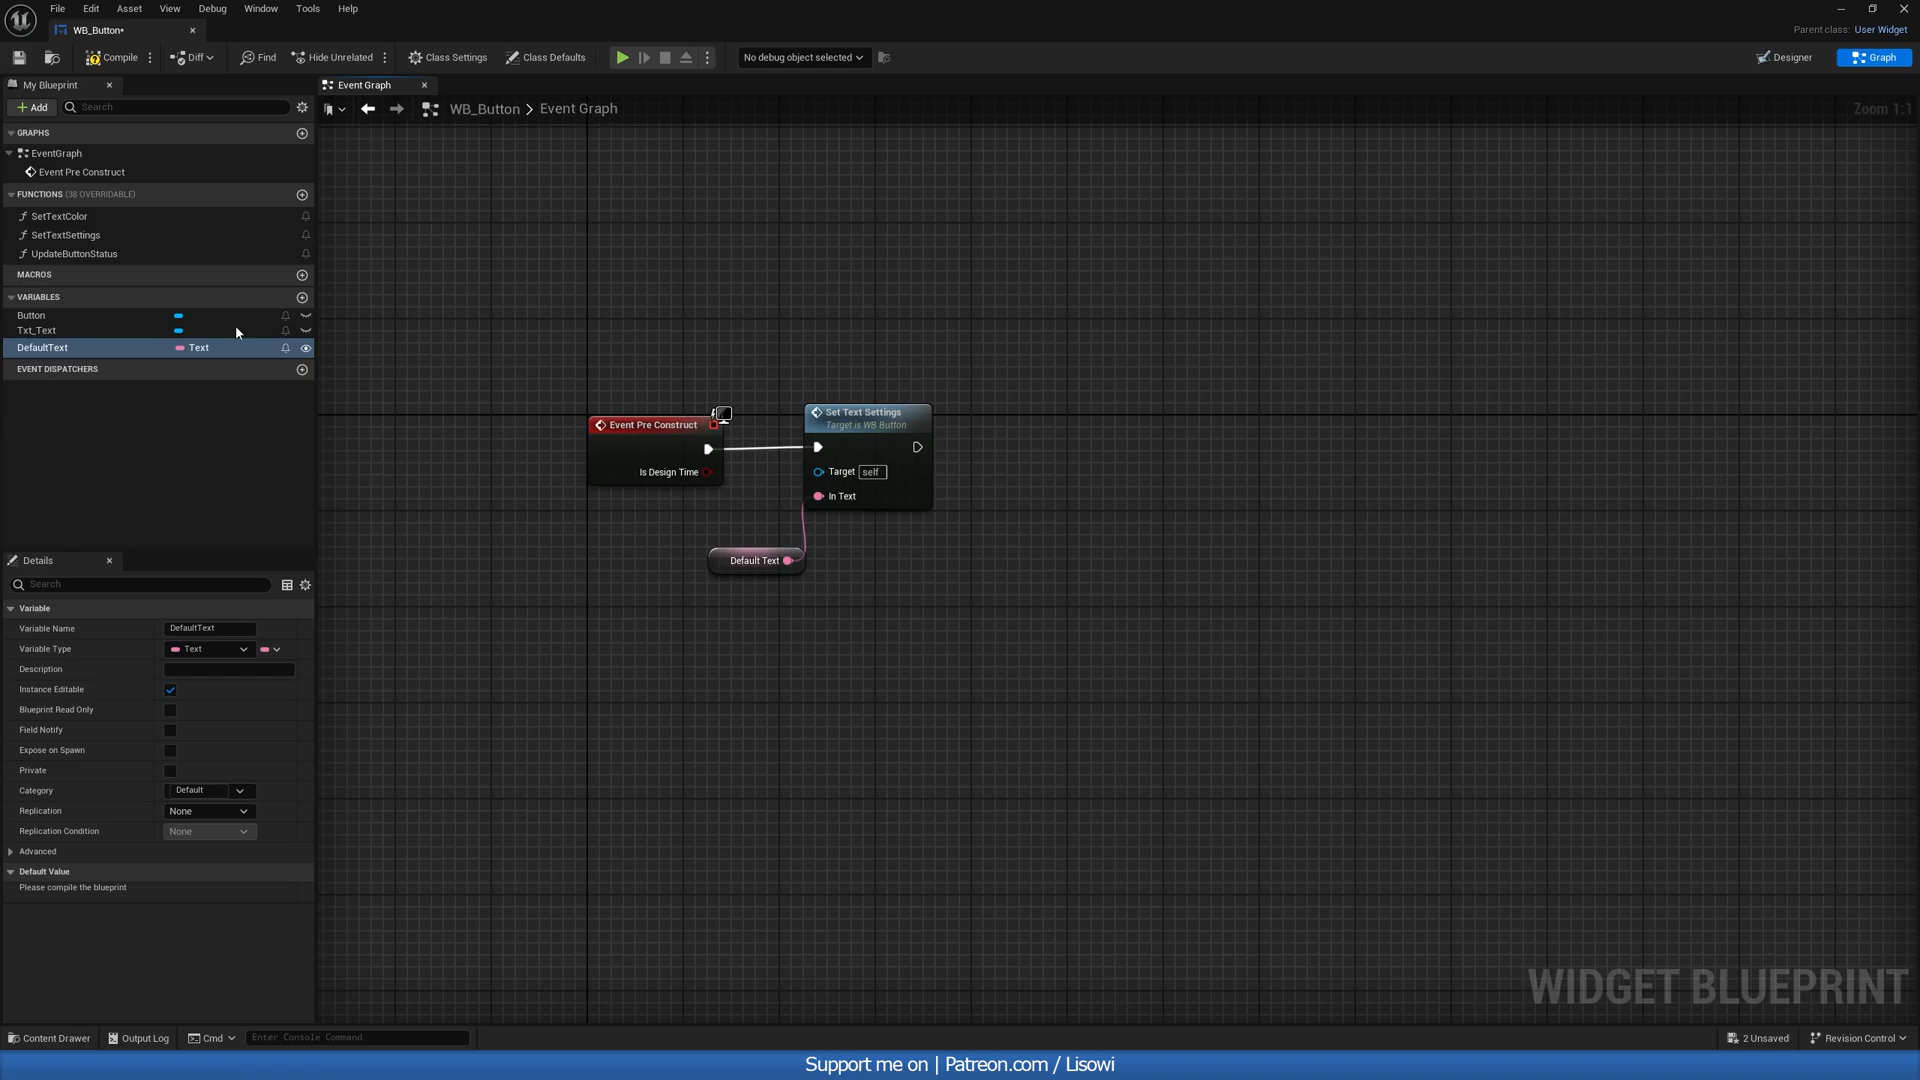 File Edit Asset View Debug Window Tools Help
WB_Button*
Parent class: User Widget
Compile Diff Find Hide Unrelated Class Settings Class Defaults No debug object selected Designer Graph
My Blueprint
Event Graph
Add Search
WB_Button > Event Graph
Zoom 1:1
GRAPHS
EventGraph
Event Pre Construct
FUNCTIONS (38 OVERRIDABLE)
SetTextColor
SetTextSettings
UpdateButtonStatus
MACROS
VARIABLES
Button
Txt_Text
DefaultText Text
EVENT DISPATCHERS
Event Pre Construct
Is Design Time
Set Text Settings
Target is WB Button
Target self
In Text
Default Text
Details
Search
Variable
Variable Name DefaultText
Variable Type Text
Description
Instance Editable
Blueprint Read Only
Field Notify
Expose on Spawn
Private
Category Default
Replication None
Replication Condition None
Advanced
Default Value
Please compile the blueprint
WIDGET BLUEPRINT
Content Drawer Output Log Cmd Enter Console Command 2 Unsaved Revision Control
Support me on | Patreon.com / Lisowi